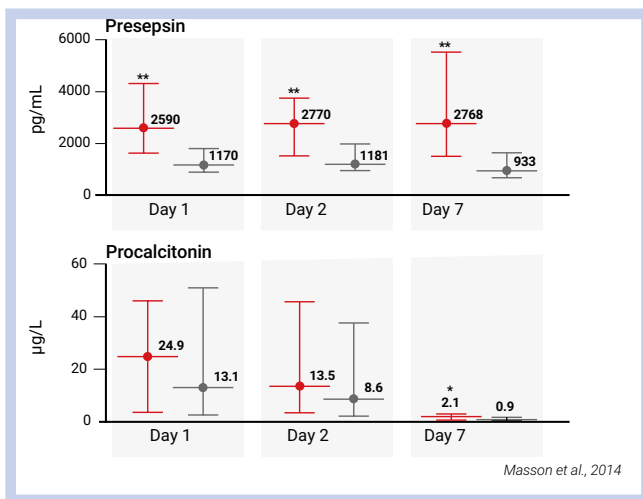 Presepsin
6000
4000
2000
0
pg/mL
**
2590
1170
**
2770
1181
**
2768
933
Day 1
Day 2
Day 7
Procalcitonin
60
40
20
0
µg/L
24.9
13.1
13.5
8.6
*
2.1
0.9
Day 1
Day 2
Day 7
Masson et al., 2014